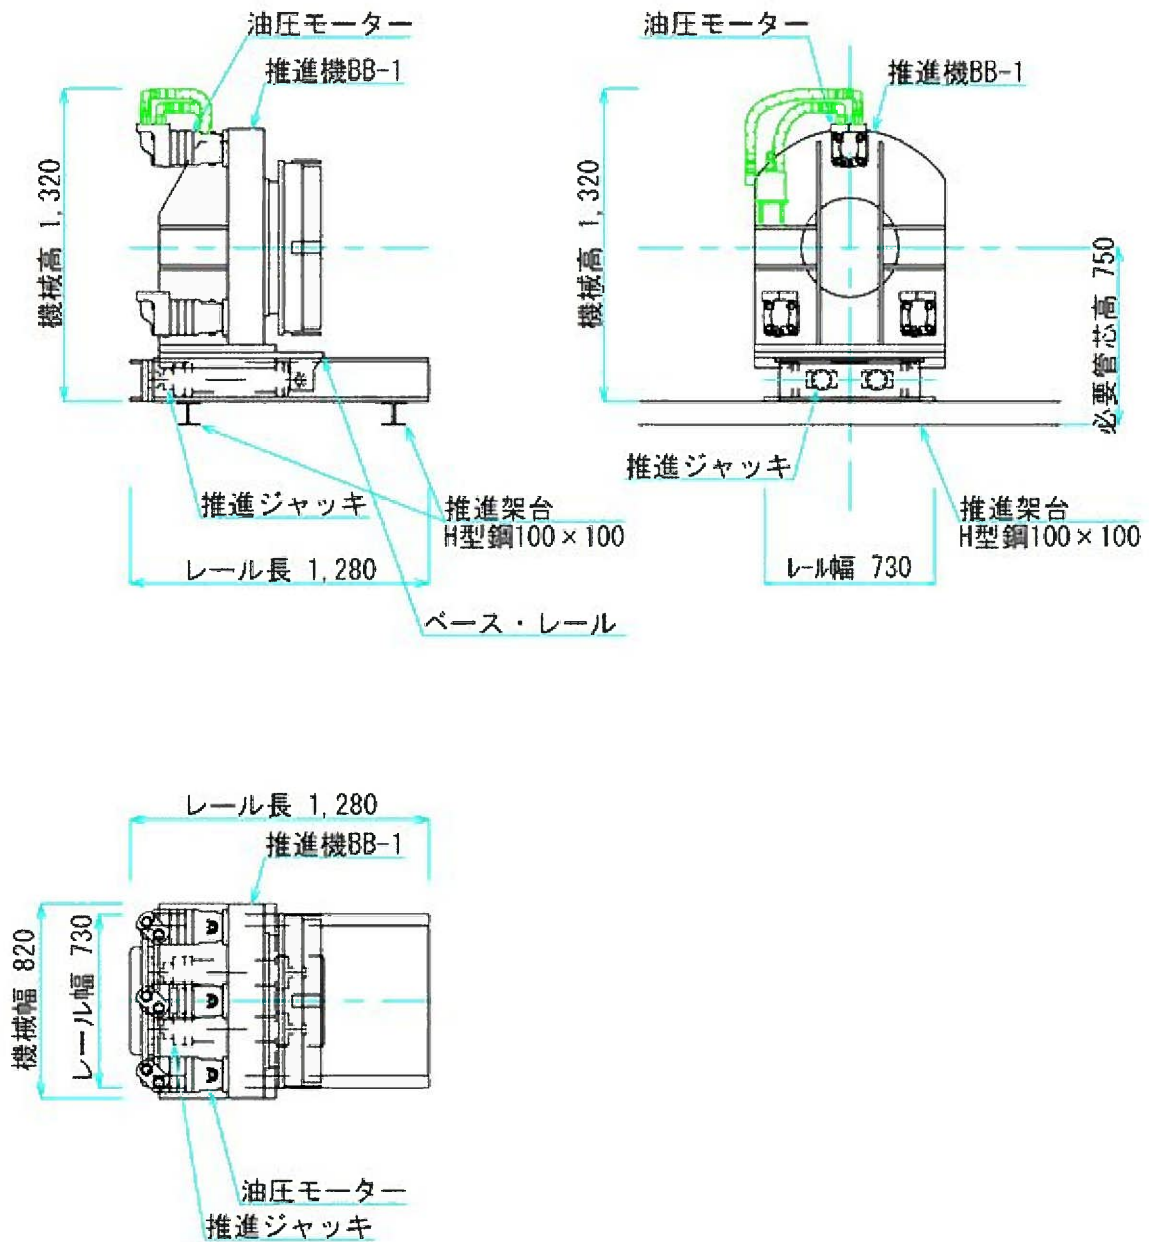 油圧モーター
推進機BB-1
機械高 1,320
推進ジャッキ
推進架台
H型鋼100×100
レール長 1,280
ベース・レール
油圧モーター
推進機BB-1
機械高 1,320
必要管芯高 750
推進ジャッキ
推進架台
H型鋼100×100
レール幅 730
レール長 1,280
推進機BB-1
機械幅 820
レール幅 730
油圧モーター
推進ジャッキ